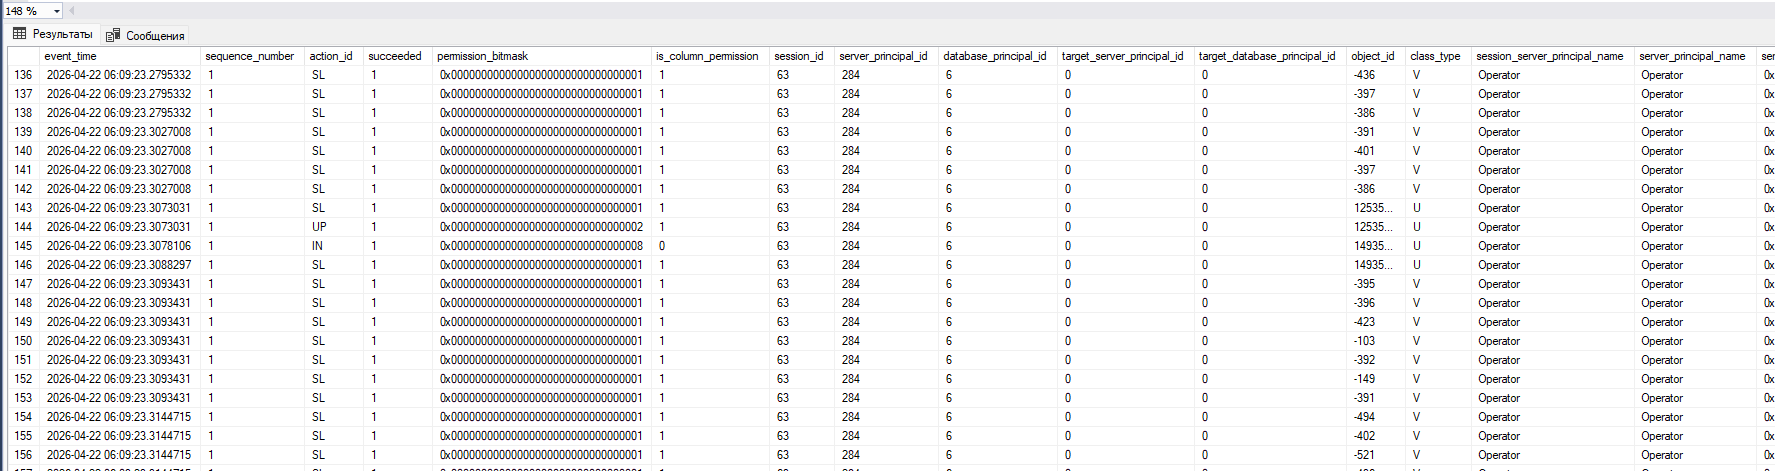 148 %
Результаты Сообщения
event_time sequence_number action_id succeeded permission_bitmask is_column_permission session_id server_principal_id database_principal_id target_server_principal_id target_database_principal_id object_id class_type session_server_principal_name server_principal_name ser
136 2026-04-22 06:09:23.2795332 1 SL 1 0x00000000000000000000000000000001 1 63 284 6 0 0 -436 V Operator Operator 0x
137 2026-04-22 06:09:23.2795332 1 SL 1 0x00000000000000000000000000000001 1 63 284 6 0 0 -397 V Operator Operator 0x
138 2026-04-22 06:09:23.2795332 1 SL 1 0x00000000000000000000000000000001 1 63 284 6 0 0 -386 V Operator Operator 0x
139 2026-04-22 06:09:23.3027008 1 SL 1 0x00000000000000000000000000000001 1 63 284 6 0 0 -391 V Operator Operator 0x
140 2026-04-22 06:09:23.3027008 1 SL 1 0x00000000000000000000000000000001 1 63 284 6 0 0 -401 V Operator Operator 0x
141 2026-04-22 06:09:23.3027008 1 SL 1 0x00000000000000000000000000000001 1 63 284 6 0 0 -397 V Operator Operator 0x
142 2026-04-22 06:09:23.3027008 1 SL 1 0x00000000000000000000000000000001 1 63 284 6 0 0 -386 V Operator Operator 0x
143 2026-04-22 06:09:23.3073031 1 SL 1 0x00000000000000000000000000000001 1 63 284 6 0 0 12535... U Operator Operator 0x
144 2026-04-22 06:09:23.3073031 1 UP 1 0x00000000000000000000000000000002 1 63 284 6 0 0 12535... U Operator Operator 0x
145 2026-04-22 06:09:23.3078106 1 IN 1 0x00000000000000000000000000000008 0 63 284 6 0 0 14935... U Operator Operator 0x
146 2026-04-22 06:09:23.3088297 1 SL 1 0x00000000000000000000000000000001 1 63 284 6 0 0 14935... U Operator Operator 0x
147 2026-04-22 06:09:23.3093431 1 SL 1 0x00000000000000000000000000000001 1 63 284 6 0 0 -395 V Operator Operator 0x
148 2026-04-22 06:09:23.3093431 1 SL 1 0x00000000000000000000000000000001 1 63 284 6 0 0 -396 V Operator Operator 0x
149 2026-04-22 06:09:23.3093431 1 SL 1 0x00000000000000000000000000000001 1 63 284 6 0 0 -423 V Operator Operator 0x
150 2026-04-22 06:09:23.3093431 1 SL 1 0x00000000000000000000000000000001 1 63 284 6 0 0 -103 V Operator Operator 0x
151 2026-04-22 06:09:23.3093431 1 SL 1 0x00000000000000000000000000000001 1 63 284 6 0 0 -392 V Operator Operator 0x
152 2026-04-22 06:09:23.3093431 1 SL 1 0x00000000000000000000000000000001 1 63 284 6 0 0 -149 V Operator Operator 0x
153 2026-04-22 06:09:23.3093431 1 SL 1 0x00000000000000000000000000000001 1 63 284 6 0 0 -391 V Operator Operator 0x
154 2026-04-22 06:09:23.3144715 1 SL 1 0x00000000000000000000000000000001 1 63 284 6 0 0 -494 V Operator Operator 0x
155 2026-04-22 06:09:23.3144715 1 SL 1 0x00000000000000000000000000000001 1 63 284 6 0 0 -402 V Operator Operator 0x
156 2026-04-22 06:09:23.3144715 1 SL 1 0x00000000000000000000000000000001 1 63 284 6 0 0 -521 V Operator Operator 0x